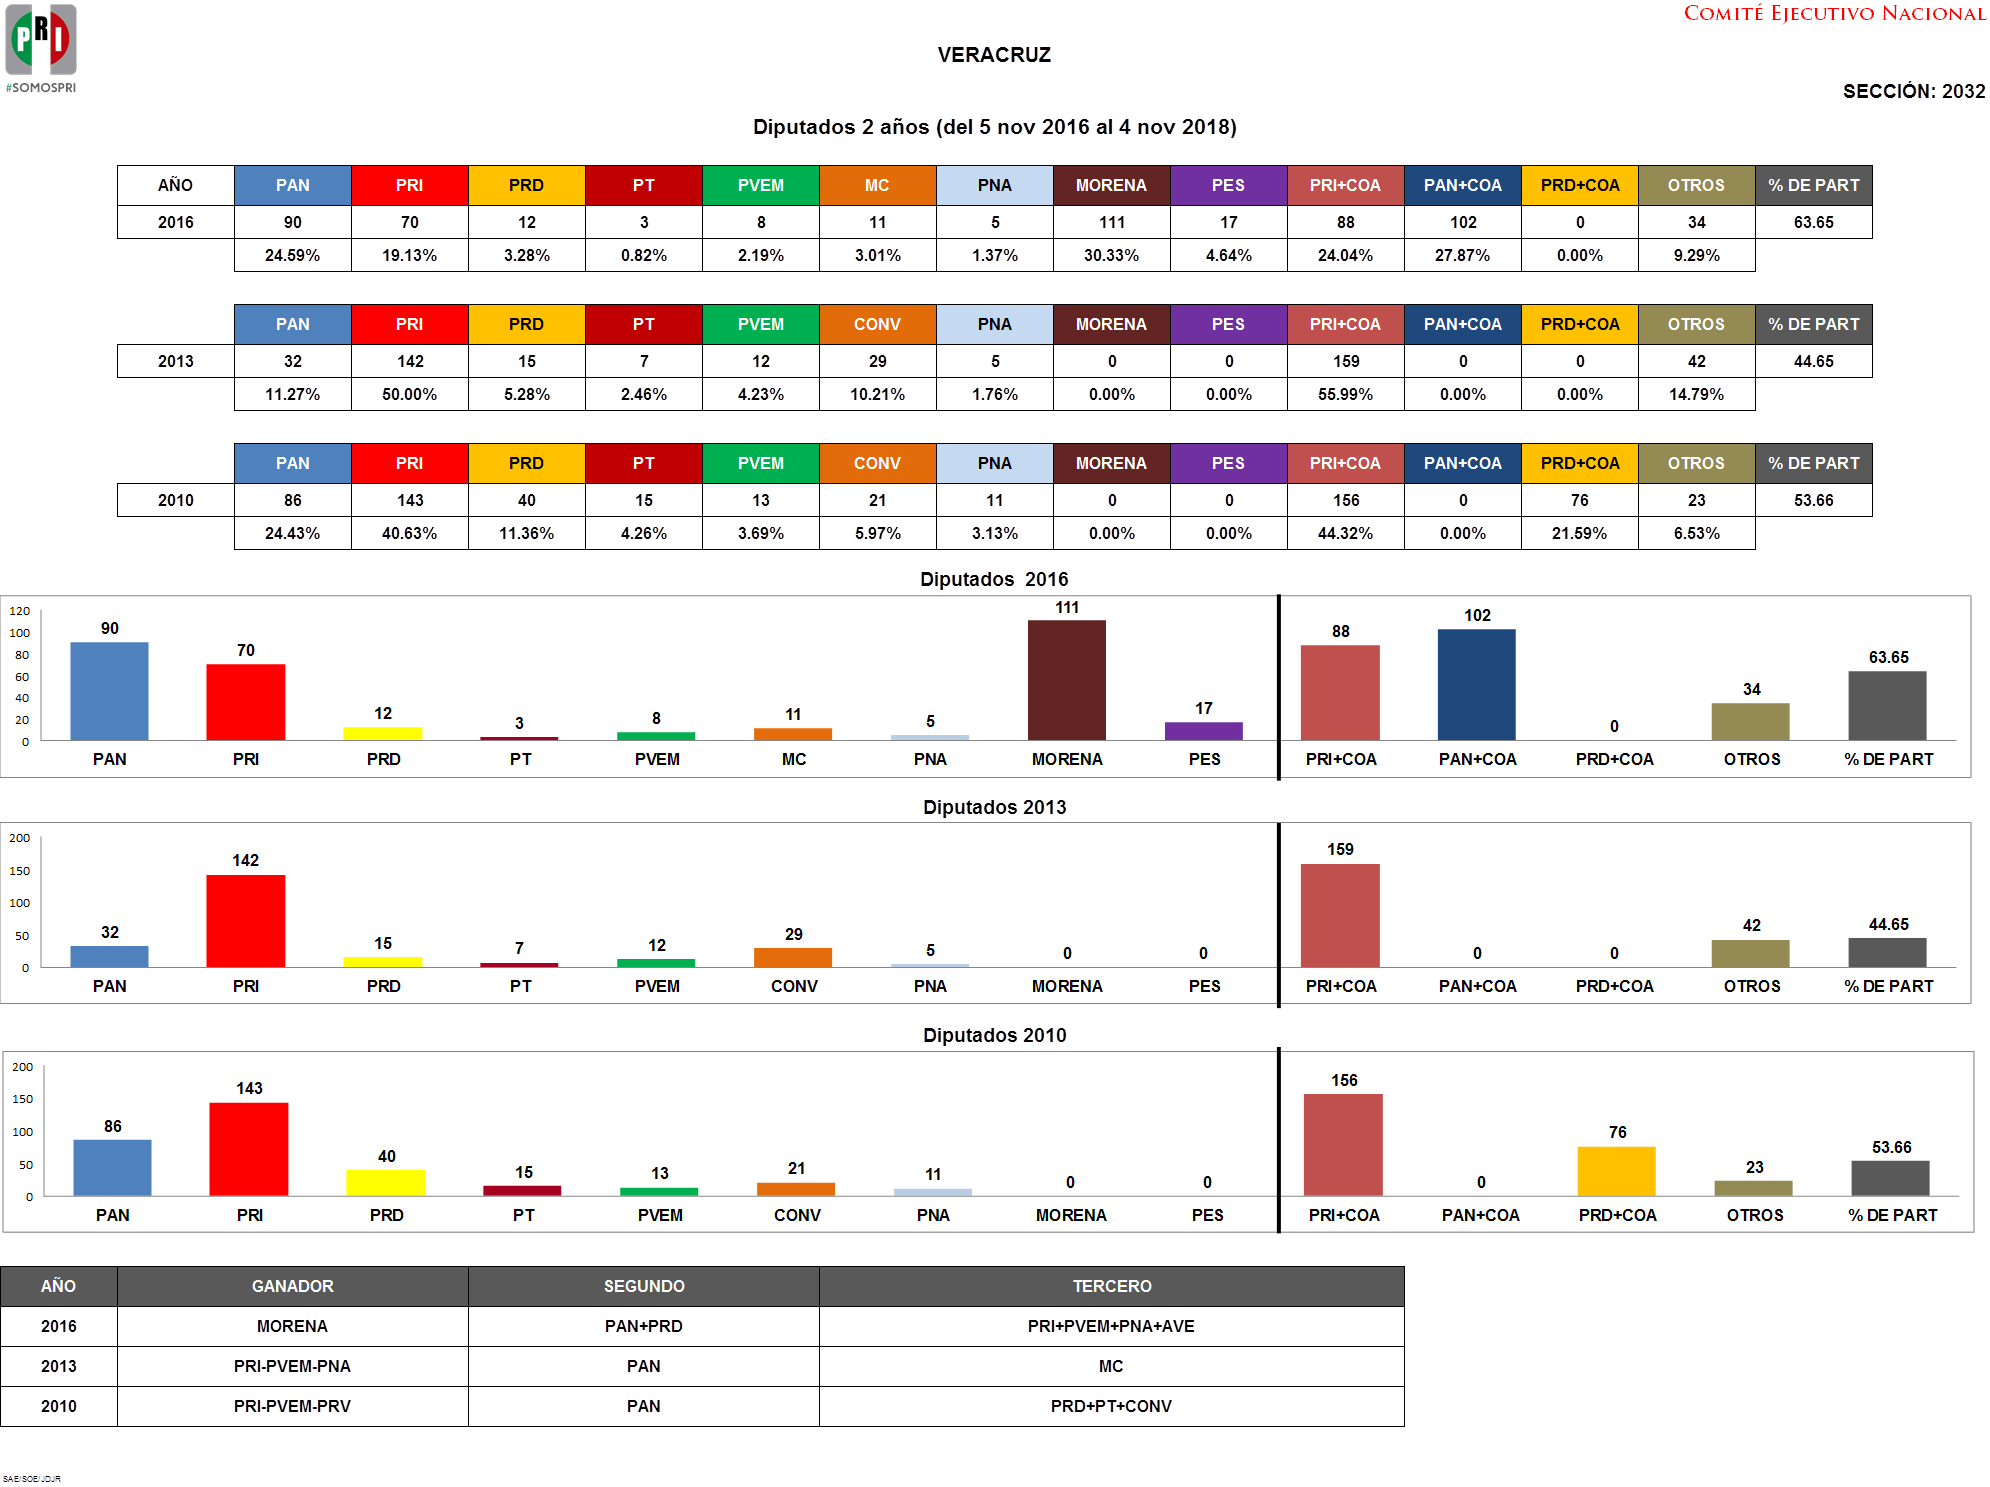 PRI
#SOMOSPRI
COMITÉ EJECUTIVO NACIONAL
VERACRUZ
SECCIÓN: 2032
Diputados 2 años (del 5 nov 2016 al 4 nov 2018)
AÑO PAN PRI PRD PT PVEM MC PNA MORENA PES PRI+COA PAN+COA PRD+COA OTROS % DE PART
2016 90 70 12 3 8 11 5 111 17 88 102 0 34 63.65
24.59% 19.13% 3.28% 0.82% 2.19% 3.01% 1.37% 30.33% 4.64% 24.04% 27.87% 0.00% 9.29%
PAN PRI PRD PT PVEM CONV PNA MORENA PES PRI+COA PAN+COA PRD+COA OTROS % DE PART
2013 32 142 15 7 12 29 5 0 0 159 0 0 42 44.65
11.27% 50.00% 5.28% 2.46% 4.23% 10.21% 1.76% 0.00% 0.00% 55.99% 0.00% 0.00% 14.79%
PAN PRI PRD PT PVEM CONV PNA MORENA PES PRI+COA PAN+COA PRD+COA OTROS % DE PART
2010 86 143 40 15 13 21 11 0 0 156 0 76 23 53.66
24.43% 40.63% 11.36% 4.26% 3.69% 5.97% 3.13% 0.00% 0.00% 44.32% 0.00% 21.59% 6.53%
Diputados 2016
120
100
80
60
40
20
0
90 70 12 3 8 11 5 111 17 88 102 0 34 63.65
PAN PRI PRD PT PVEM MC PNA MORENA PES PRI+COA PAN+COA PRD+COA OTROS % DE PART
Diputados 2013
200
150
100
50
0
32 142 15 7 12 29 5 0 0 159 0 0 42 44.65
PAN PRI PRD PT PVEM CONV PNA MORENA PES PRI+COA PAN+COA PRD+COA OTROS % DE PART
Diputados 2010
200
150
100
50
0
86 143 40 15 13 21 11 0 0 156 0 76 23 53.66
PAN PRI PRD PT PVEM CONV PNA MORENA PES PRI+COA PAN+COA PRD+COA OTROS % DE PART
AÑO GANADOR SEGUNDO TERCERO
2016 MORENA PAN+PRD PRI+PVEM+PNA+AVE
2013 PRI-PVEM-PNA PAN MC
2010 PRI-PVEM-PRV PAN PRD+PT+CONV
SAE/SOE/JDJR